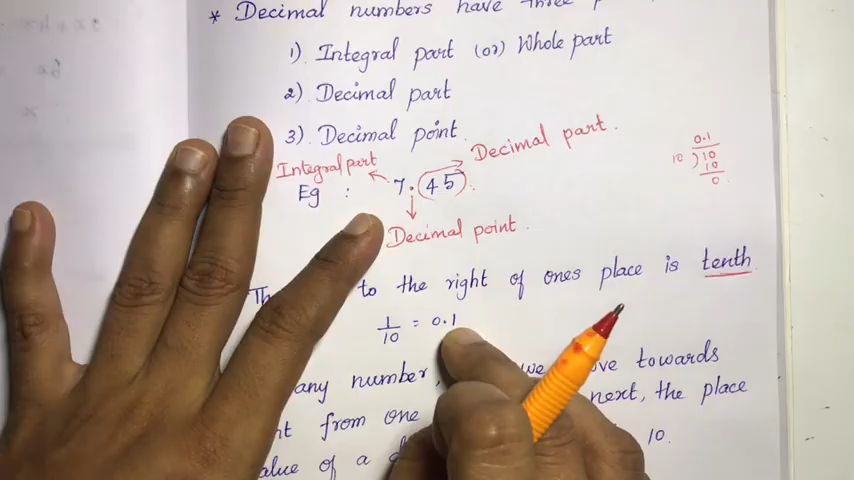 * Decimal numbers have three
1) Integral part (or) Whole part
2) Decimal part
3) Decimal point
Integral part
Decimal part.
Eg : 7.45.
Decimal point.
0.1
10 ) 10
10
0
to the right of ones place is tenth
1/10 = 0.1
any number, we move towards
from one next, the place
value of a 10.